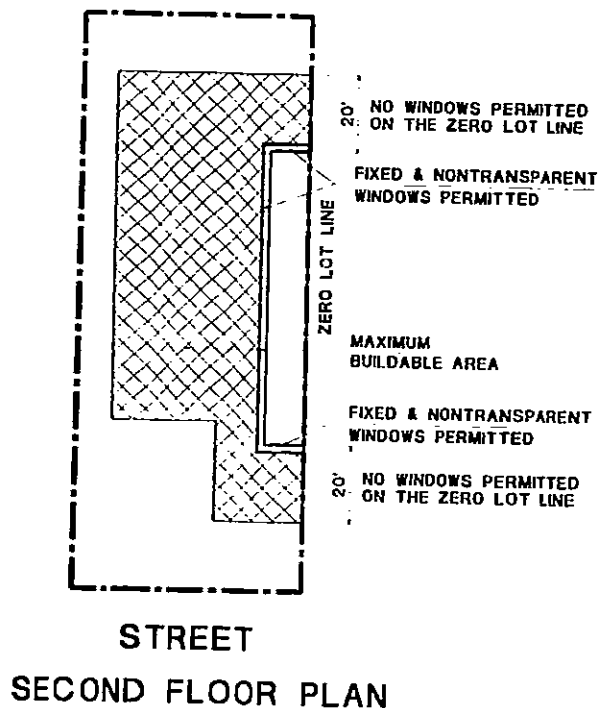 20'
NO WINDOWS PERMITTED
ON THE ZERO LOT LINE
FIXED & NONTRANSPARENT
WINDOWS PERMITTED
ZERO LOT LINE
MAXIMUM
BUILDABLE AREA
FIXED & NONTRANSPARENT
WINDOWS PERMITTED
20'
NO WINDOWS PERMITTED
ON THE ZERO LOT LINE
STREET
SECOND FLOOR PLAN